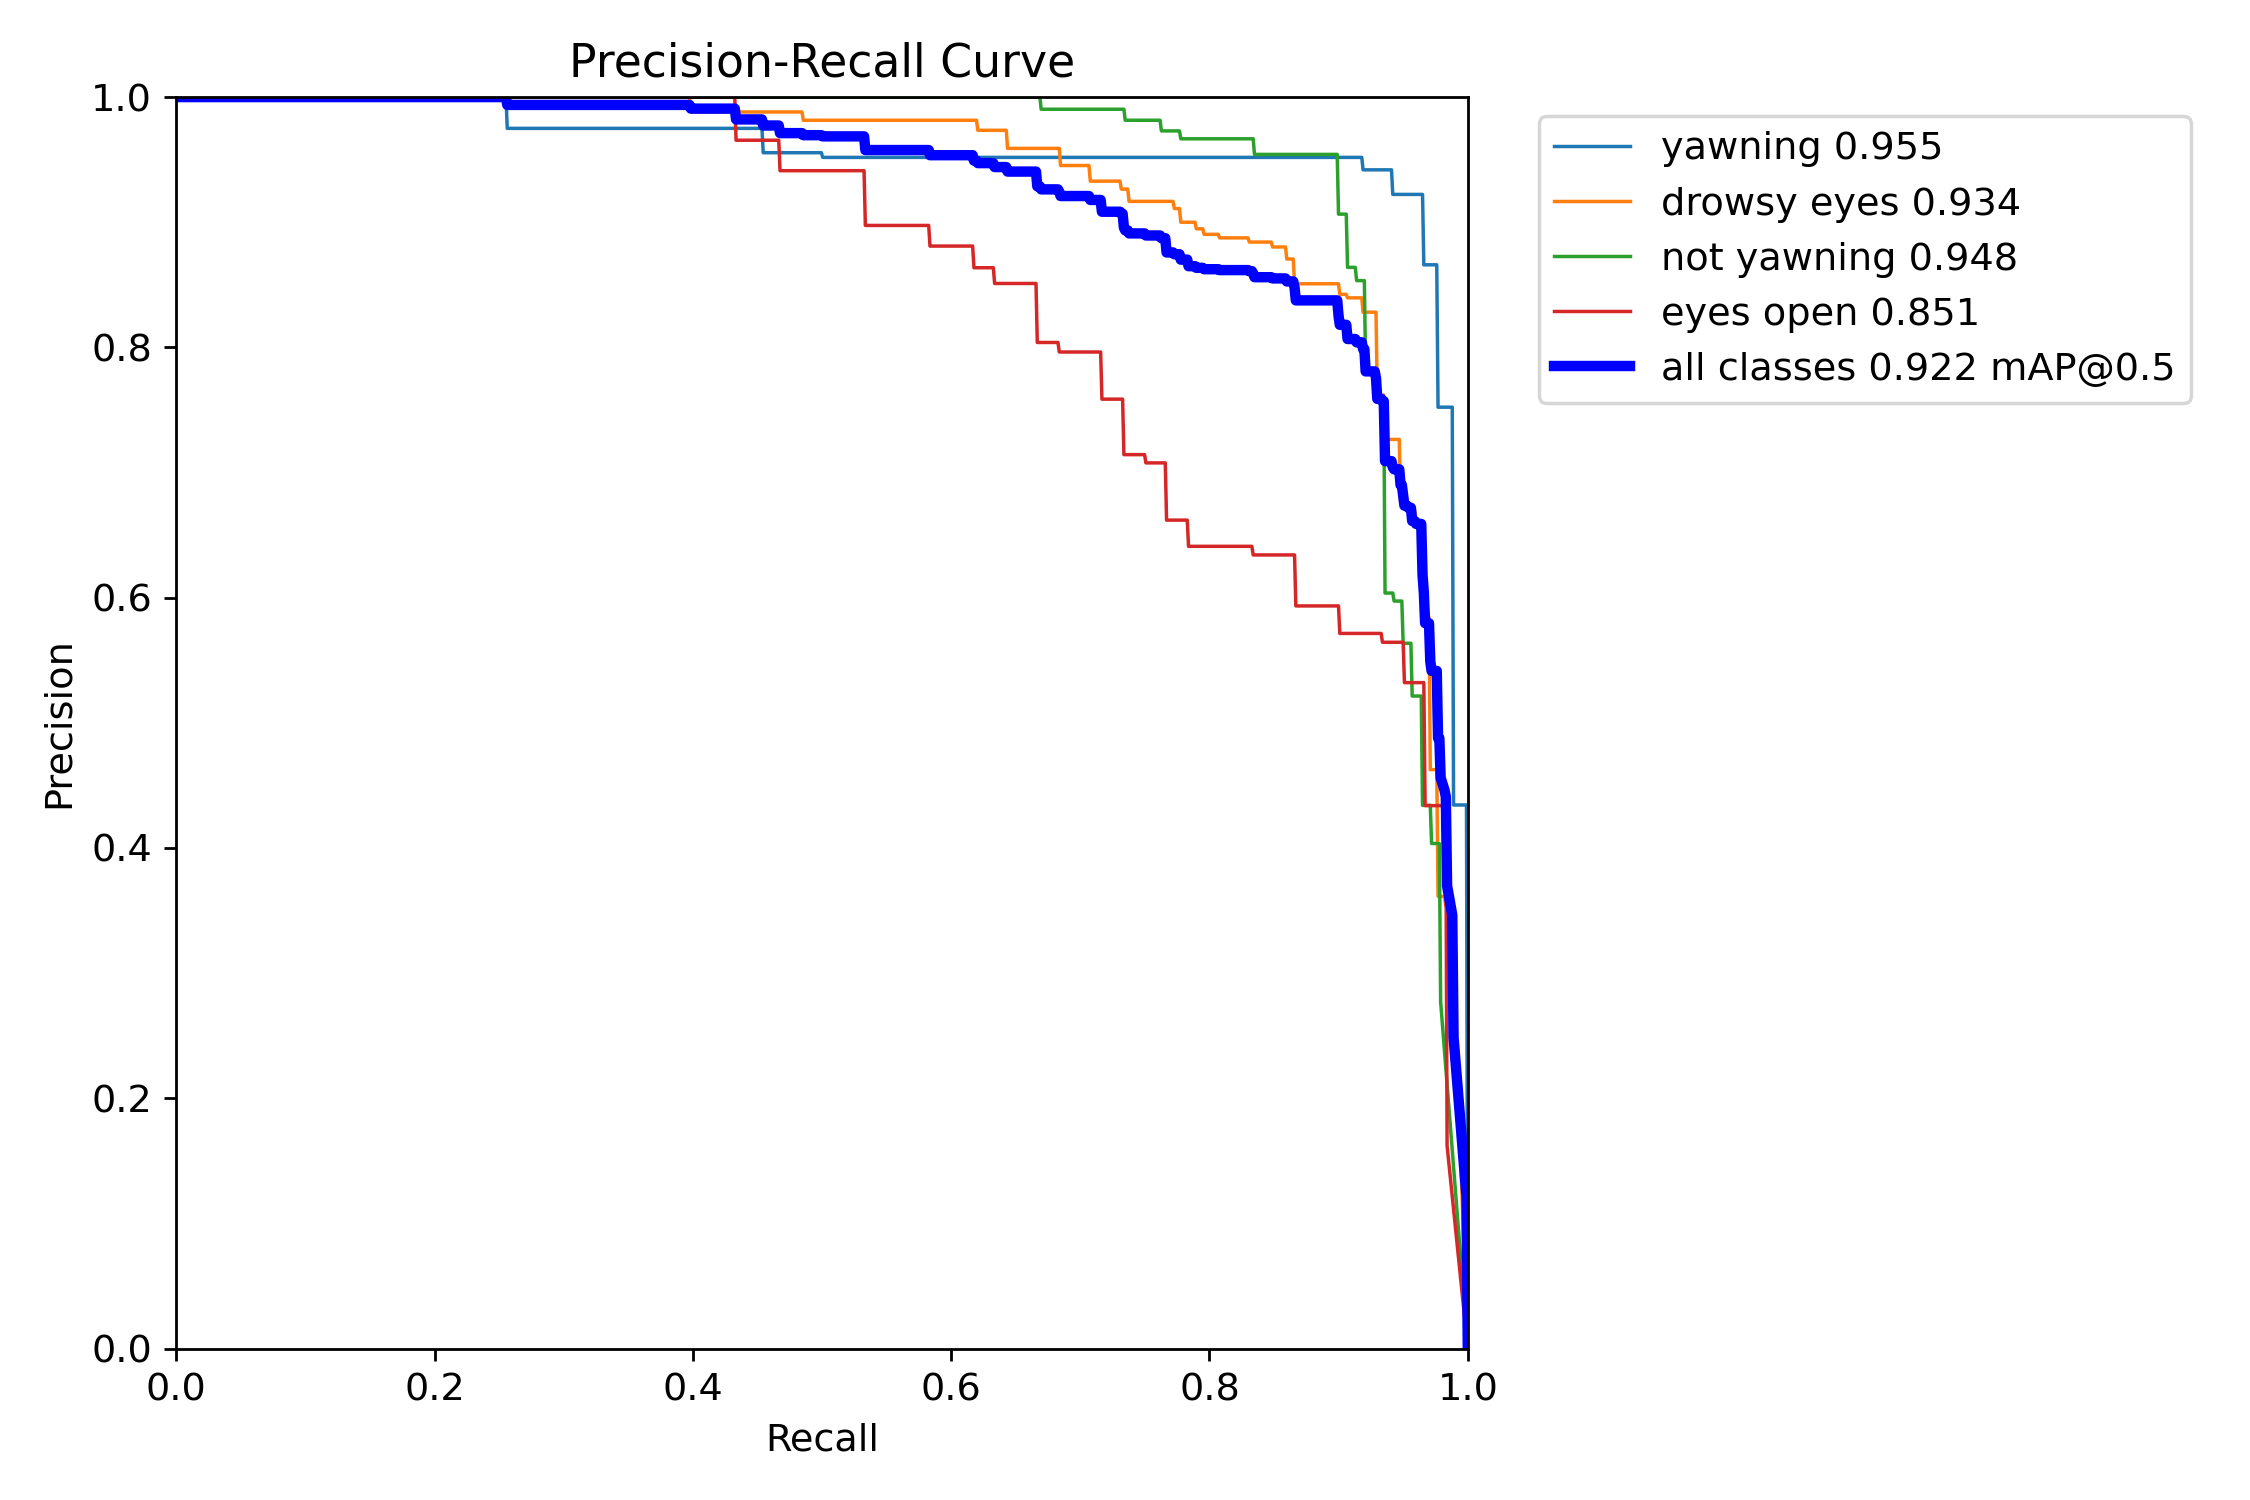 Precision-Recall Curve
1.0
0.8
0.6
0.4
0.2
0.0
Precision
0.0 0.2 0.4 0.6 0.8 1.0
Recall
yawning 0.955
drowsy eyes 0.934
not yawning 0.948
eyes open 0.851
all classes 0.922 mAP@0.5